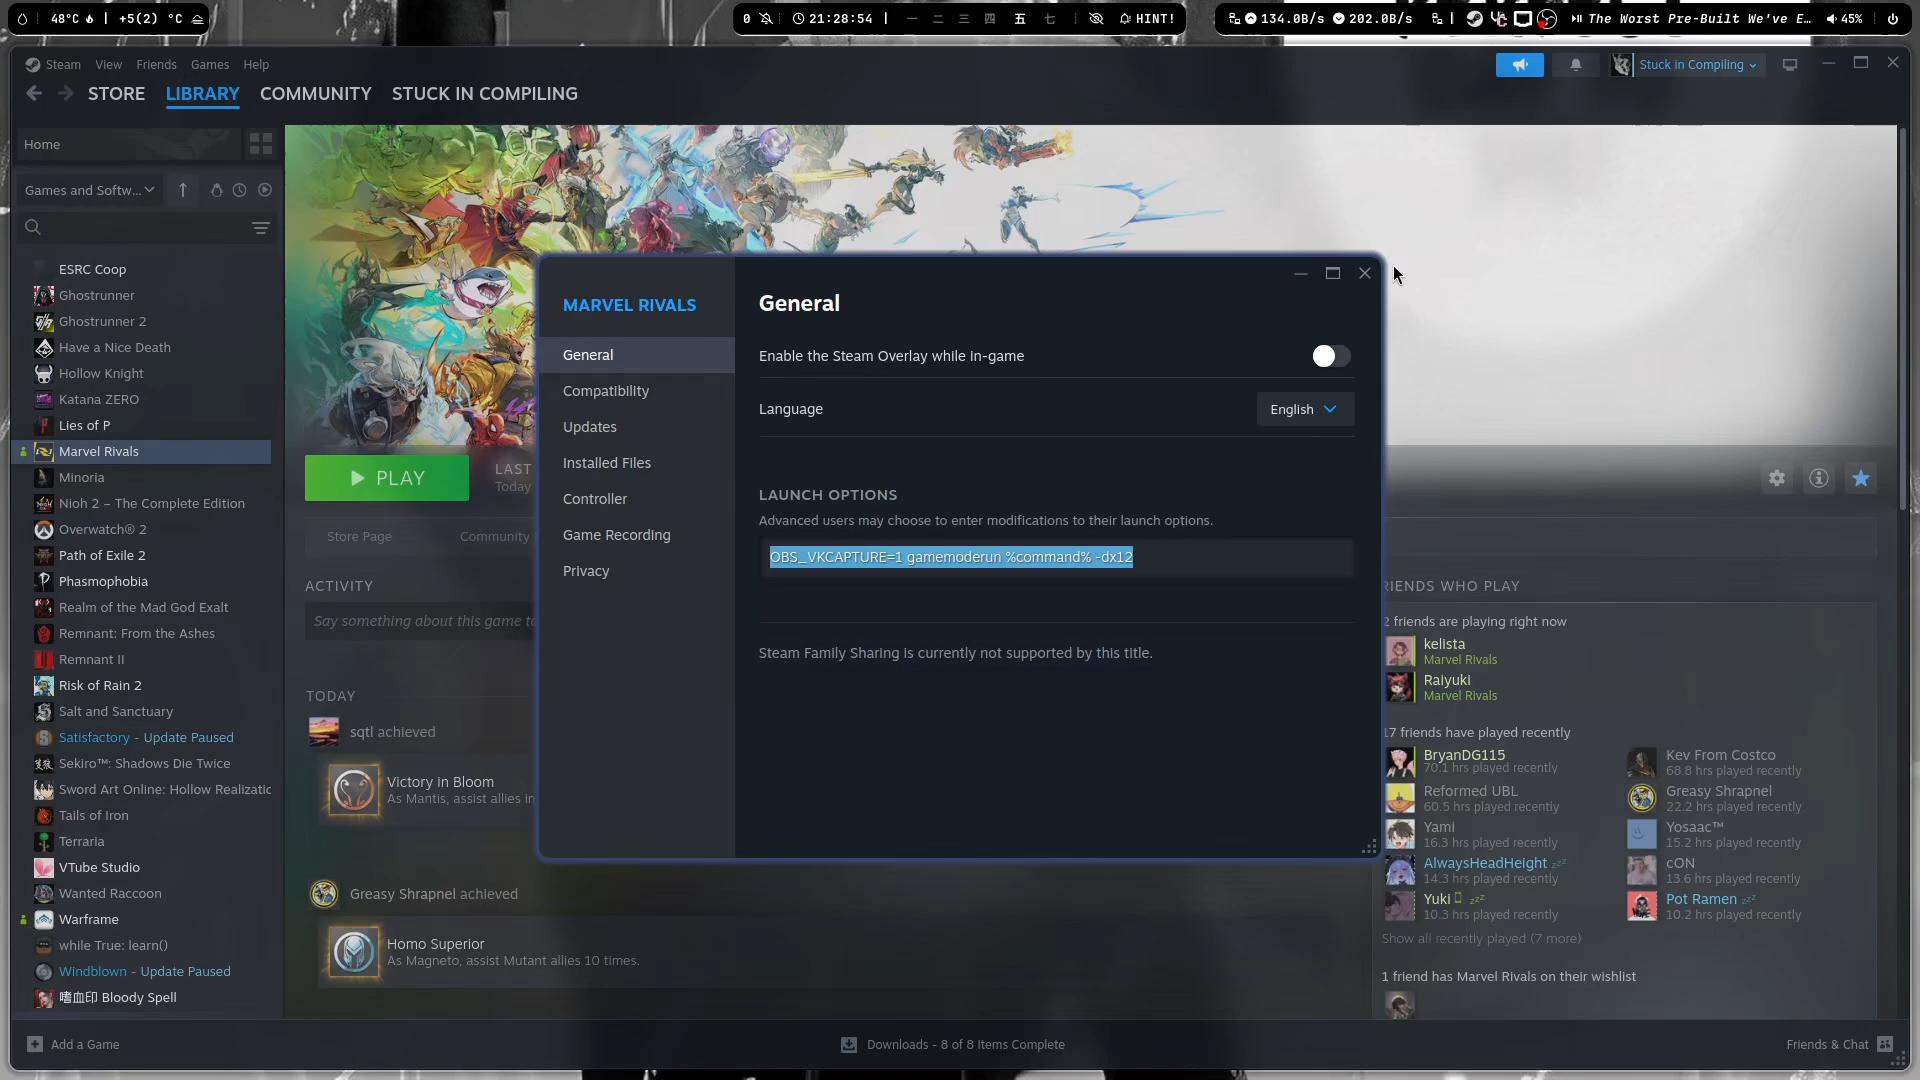 48°C
+5(2) °C
0
21:28:54
一 二 三 四 五 七
HINT!
134.0B/s 202.0B/s
The Worst Pre-Built We've E…
45%
Steam View Friends Games Help
Stuck in Compiling
STORE LIBRARY COMMUNITY STUCK IN COMPILING
Home
Games and Softw...
ESRC Coop
Ghostrunner
Ghostrunner 2
Have a Nice Death
Hollow Knight
Katana ZERO
Lies of P
Marvel Rivals
Minoria
Nioh 2 – The Complete Edition
Overwatch® 2
Path of Exile 2
Phasmophobia
Realm of the Mad God Exalt
Remnant: From the Ashes
Remnant II
Risk of Rain 2
Salt and Sanctuary
Satisfactory - Update Paused
Sekiro™: Shadows Die Twice
Sword Art Online: Hollow Realizatic
Tails of Iron
Terraria
VTube Studio
Wanted Raccoon
Warframe
while True: learn()
Windblown - Update Paused
嗜血印 Bloody Spell
PLAY
LAST
Today
Store Page Community
ACTIVITY
Say something about this game to
TODAY
sqtl achieved
Victory in Bloom
As Mantis, assist allies in
Greasy Shrapnel achieved
Homo Superior
As Magneto, assist Mutant allies 10 times.
MARVEL RIVALS
General
Compatibility
Updates
Installed Files
Controller
Game Recording
Privacy
General
Enable the Steam Overlay while in-game
Language
English
LAUNCH OPTIONS
Advanced users may choose to enter modifications to their launch options.
OBS_VKCAPTURE=1 gamemoderun %command% -dx12
Steam Family Sharing is currently not supported by this title.
RIENDS WHO PLAY
2 friends are playing right now
kelista
Marvel Rivals
Raiyuki
Marvel Rivals
17 friends have played recently
BryanDG115
70.1 hrs played recently
Kev From Costco
68.8 hrs played recently
Reformed UBL
60.5 hrs played recently
Greasy Shrapnel
22.2 hrs played recently
Yami
16.3 hrs played recently
Yosaac™
15.2 hrs played recently
AlwaysHeadHeight zzz
14.3 hrs played recently
cON
13.6 hrs played recently
Yuki zzz
10.3 hrs played recently
Pot Ramen zzz
10.2 hrs played recently
Show all recently played (7 more)
1 friend has Marvel Rivals on their wishlist
Add a Game
Downloads - 8 of 8 Items Complete
Friends & Chat